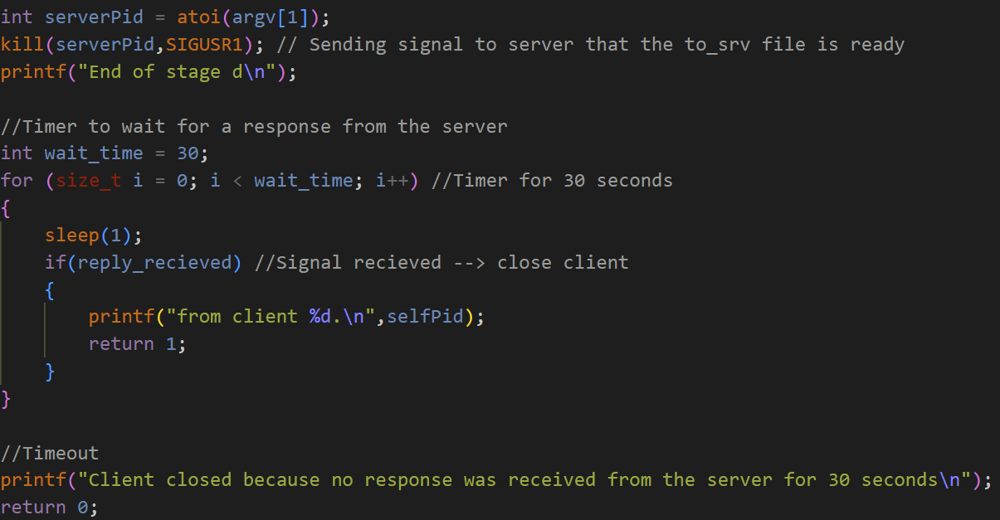 int serverPid = atoi(argv[1]);
kill(serverPid,SIGUSR1); // Sending signal to server that the to_srv file is ready
printf("End of stage d\n");
//Timer to wait for a response from the server
int wait_time = 30;
for (size_t i = 0; i < wait_time; i++) //Timer for 30 seconds
{
    sleep(1);
    if(reply_recieved) //Signal recieved --> close client
    {
        printf("from client %d.\n",selfPid);
        return 1;
    }
}
//Timeout
printf("Client closed because no response was received from the server for 30 seconds\n");
return 0;